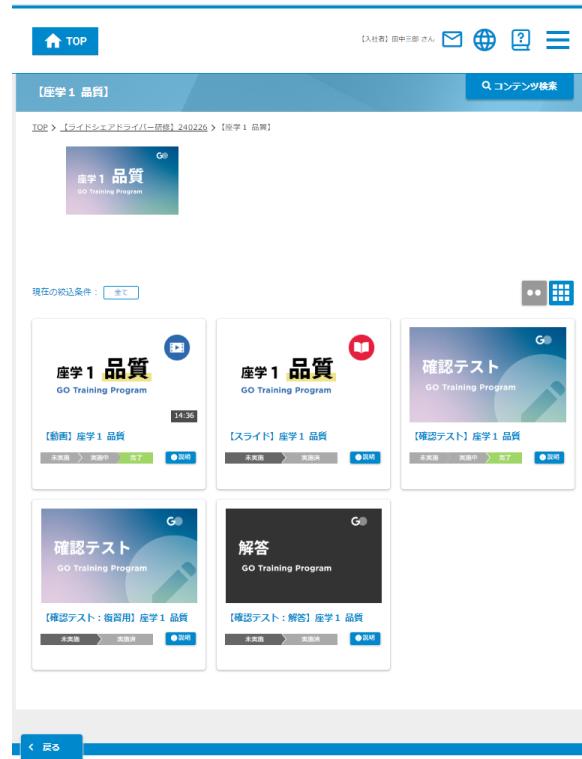 TOP
【入社者】田中三郎 さん
【座学1 品質】
コンテンツ検索
TOP > 【ライドシェアドライバー研修】240226 > 【座学1 品質】
GO
座学1 品質
GO Training Program
現在の絞込条件： 全て
座学1 品質
GO Training Program
14:36
【動画】座学1 品質
未実施 実施中 完了 説明
座学1 品質
GO Training Program
【スライド】座学1 品質
未実施 実施済 説明
GO
確認テスト
GO Training Program
【確認テスト】座学1 品質
未実施 実施中 完了 説明
GO
確認テスト
GO Training Program
【確認テスト：復習用】座学1 品質
未実施 実施済 説明
GO
解答
GO Training Program
【確認テスト：解答】座学1 品質
未実施 実施済 説明
< 戻る